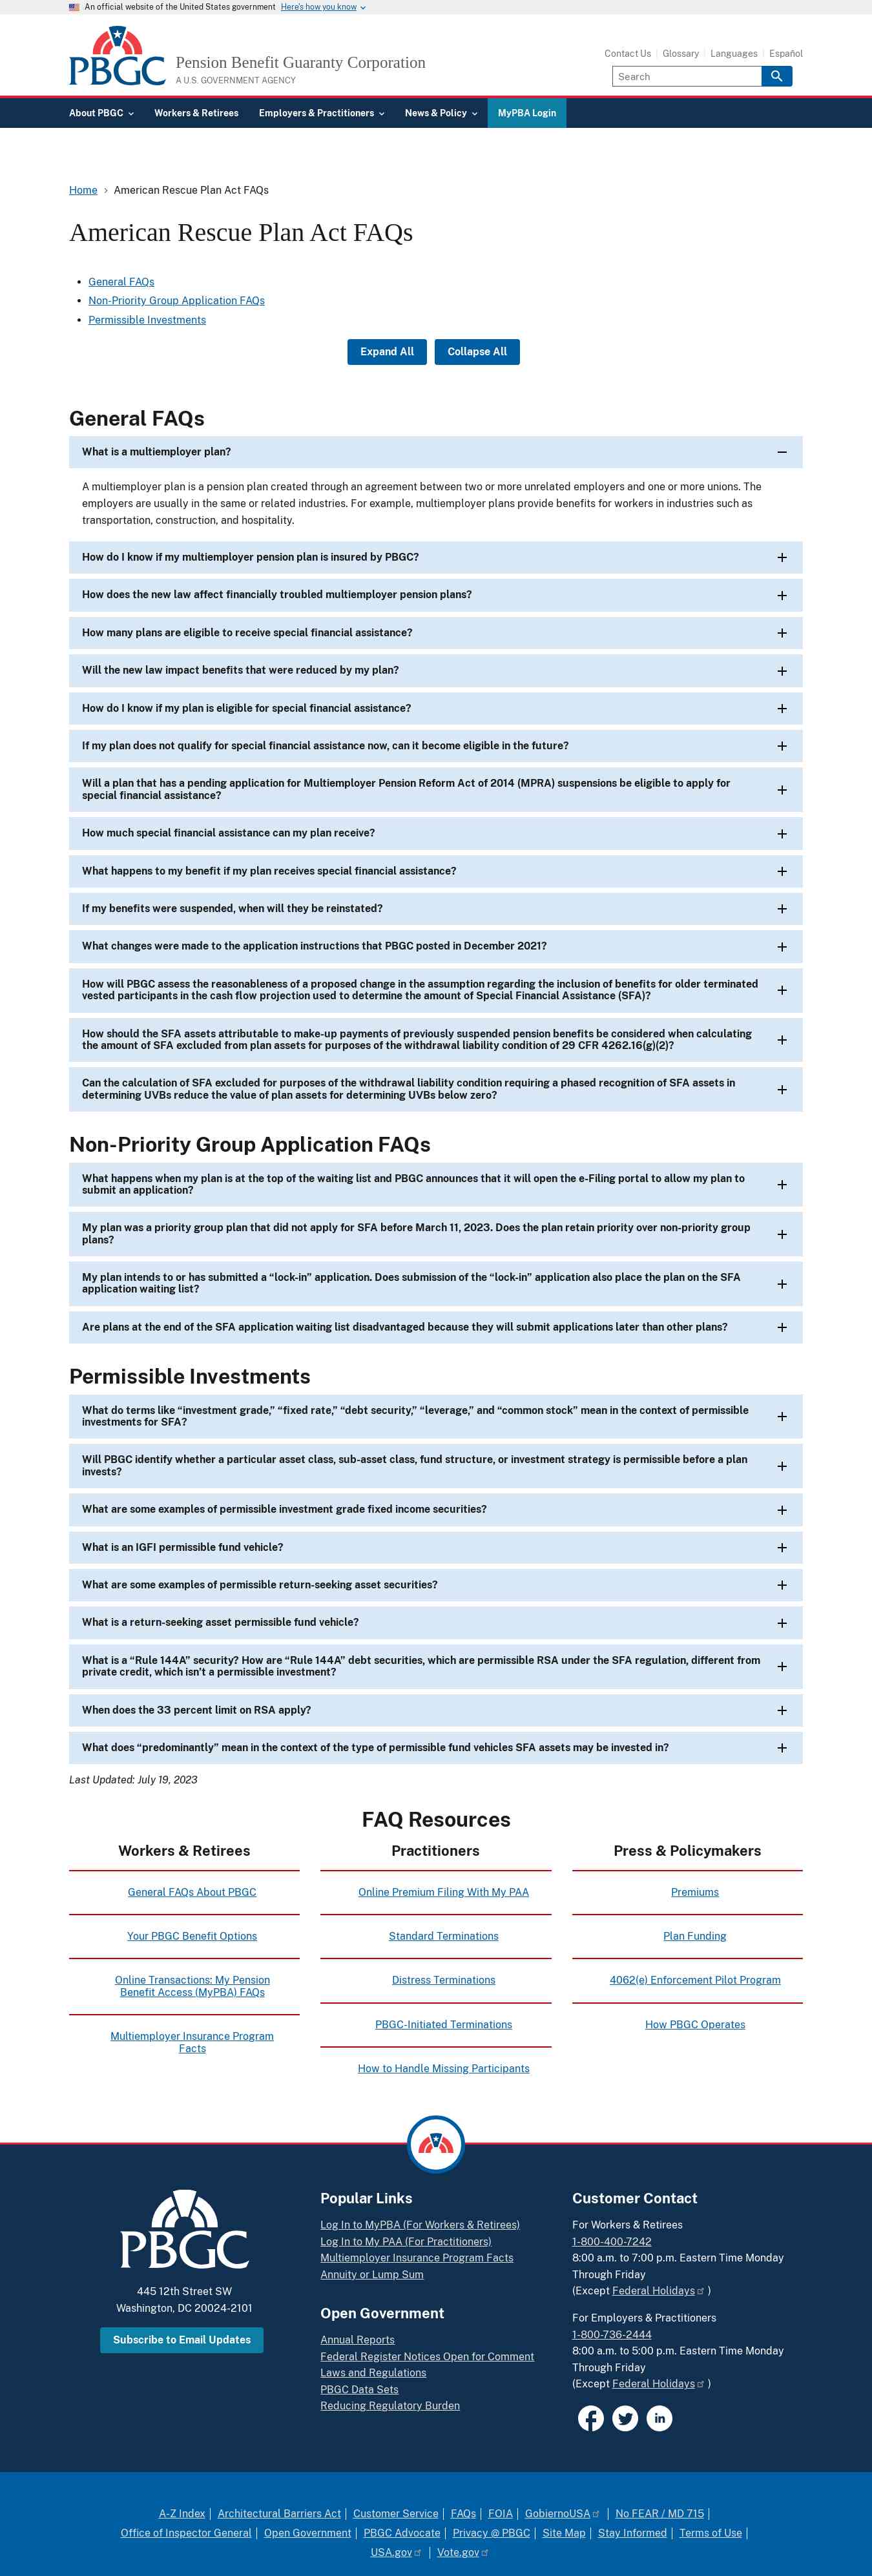 An official website of the United States government Here's how you know
PBGC
Pension Benefit Guaranty Corporation
A U.S. GOVERNMENT AGENCY
Contact Us Glossary Languages Español
Search
About PBGC Workers & Retirees Employers & Practitioners News & Policy MyPBA Login
Home American Rescue Plan Act FAQs
American Rescue Plan Act FAQs
General FAQs
Non-Priority Group Application FAQs
Permissible Investments
Expand All Collapse All
General FAQs
What is a multiemployer plan?
A multiemployer plan is a pension plan created through an agreement between two or more unrelated employers and one or more unions. The
employers are usually in the same or related industries. For example, multiemployer plans provide benefits for workers in industries such as
transportation, construction, and hospitality.
How do I know if my multiemployer pension plan is insured by PBGC?
How does the new law affect financially troubled multiemployer pension plans?
How many plans are eligible to receive special financial assistance?
Will the new law impact benefits that were reduced by my plan?
How do I know if my plan is eligible for special financial assistance?
If my plan does not qualify for special financial assistance now, can it become eligible in the future?
Will a plan that has a pending application for Multiemployer Pension Reform Act of 2014 (MPRA) suspensions be eligible to apply for
special financial assistance?
How much special financial assistance can my plan receive?
What happens to my benefit if my plan receives special financial assistance?
If my benefits were suspended, when will they be reinstated?
What changes were made to the application instructions that PBGC posted in December 2021?
How will PBGC assess the reasonableness of a proposed change in the assumption regarding the inclusion of benefits for older terminated
vested participants in the cash flow projection used to determine the amount of Special Financial Assistance (SFA)?
How should the SFA assets attributable to make-up payments of previously suspended pension benefits be considered when calculating
the amount of SFA excluded from plan assets for purposes of the withdrawal liability condition of 29 CFR 4262.16(g)(2)?
Can the calculation of SFA excluded for purposes of the withdrawal liability condition requiring a phased recognition of SFA assets in
determining UVBs reduce the value of plan assets for determining UVBs below zero?
Non-Priority Group Application FAQs
What happens when my plan is at the top of the waiting list and PBGC announces that it will open the e-Filing portal to allow my plan to
submit an application?
My plan was a priority group plan that did not apply for SFA before March 11, 2023. Does the plan retain priority over non-priority group
plans?
My plan intends to or has submitted a “lock-in” application. Does submission of the “lock-in” application also place the plan on the SFA
application waiting list?
Are plans at the end of the SFA application waiting list disadvantaged because they will submit applications later than other plans?
Permissible Investments
What do terms like “investment grade,” “fixed rate,” “debt security,” “leverage,” and “common stock” mean in the context of permissible
investments for SFA?
Will PBGC identify whether a particular asset class, sub-asset class, fund structure, or investment strategy is permissible before a plan
invests?
What are some examples of permissible investment grade fixed income securities?
What is an IGFI permissible fund vehicle?
What are some examples of permissible return-seeking asset securities?
What is a return-seeking asset permissible fund vehicle?
What is a “Rule 144A” security? How are “Rule 144A” debt securities, which are permissible RSA under the SFA regulation, different from
private credit, which isn't a permissible investment?
When does the 33 percent limit on RSA apply?
What does “predominantly” mean in the context of the type of permissible fund vehicles SFA assets may be invested in?
Last Updated: July 19, 2023
FAQ Resources
Workers & Retirees
General FAQs About PBGC
Your PBGC Benefit Options
Online Transactions: My Pension
Benefit Access (MyPBA) FAQs
Multiemployer Insurance Program
Facts
Practitioners
Online Premium Filing With My PAA
Standard Terminations
Distress Terminations
PBGC-Initiated Terminations
How to Handle Missing Participants
Press & Policymakers
Premiums
Plan Funding
4062(e) Enforcement Pilot Program
How PBGC Operates
PBGC
445 12th Street SW
Washington, DC 20024-2101
Subscribe to Email Updates
Popular Links
Log In to MyPBA (For Workers & Retirees)
Log In to My PAA (For Practitioners)
Multiemployer Insurance Program Facts
Annuity or Lump Sum
Open Government
Annual Reports
Federal Register Notices Open for Comment
Laws and Regulations
PBGC Data Sets
Reducing Regulatory Burden
Customer Contact
For Workers & Retirees
1-800-400-7242
8:00 a.m. to 7:00 p.m. Eastern Time Monday
Through Friday
(Except Federal Holidays )
For Employers & Practitioners
1-800-736-2444
8:00 a.m. to 5:00 p.m. Eastern Time Monday
Through Friday
(Except Federal Holidays )
A-Z Index Architectural Barriers Act Customer Service FAQs FOIA GobiernoUSA No FEAR / MD 715
Office of Inspector General Open Government PBGC Advocate Privacy @ PBGC Site Map Stay Informed Terms of Use
USA.gov Vote.gov